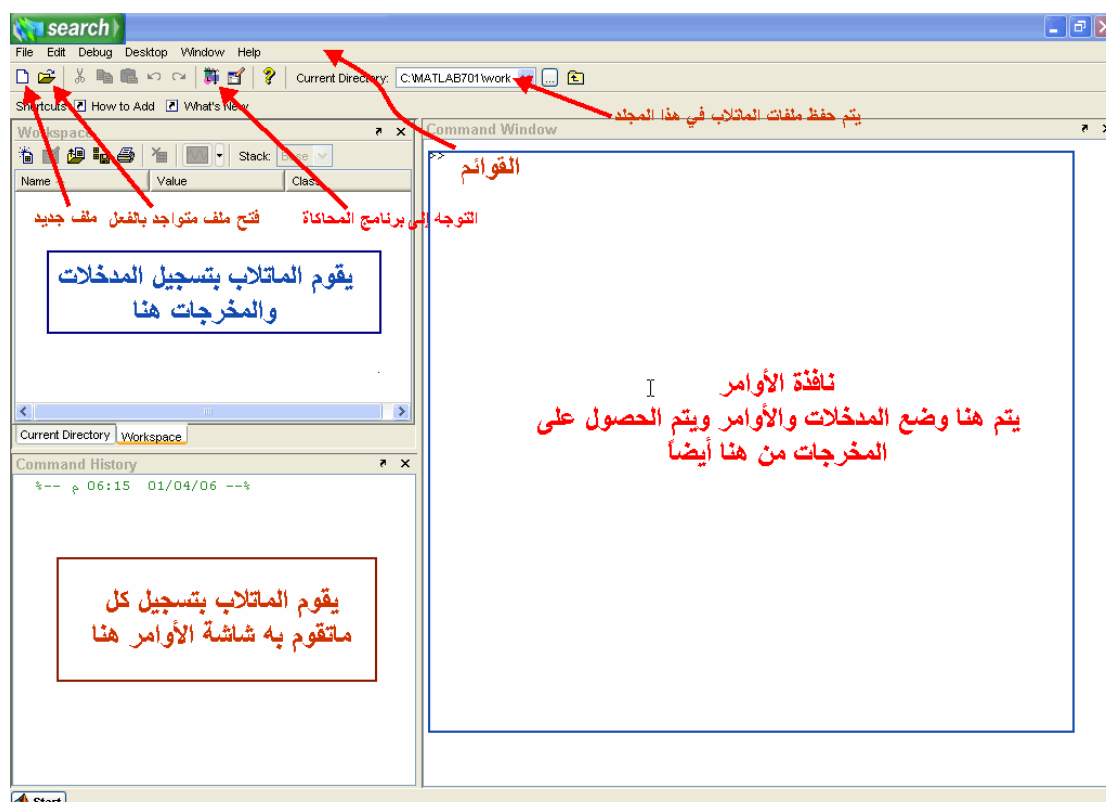 search
File Edit Debug Desktop Window Help
Current Directory: C:\MATLAB701\work
Shortcuts How to Add What's New
يتم حفظ ملفات الماتلاب في هذا المجلد
Workspace
Stack: Base
Name Value Class
ملف جديد
فتح ملف متواجد بالفعل
التوجه إلى برنامج المحاكاة
يقوم الماتلاب بتسجيل المدخلات
والمخرجات هنا
Current Directory Workspace
Command History
%-- 06:15 01/04/06 م --%
يقوم الماتلاب بتسجيل كل
ماتقوم به شاشة الأوامر هنا
Command Window
>>
القوائم
نافذة الأوامر
يتم هنا وضع المدخلات والأوامر ويتم الحصول على
المخرجات من هنا أيضاً
Start